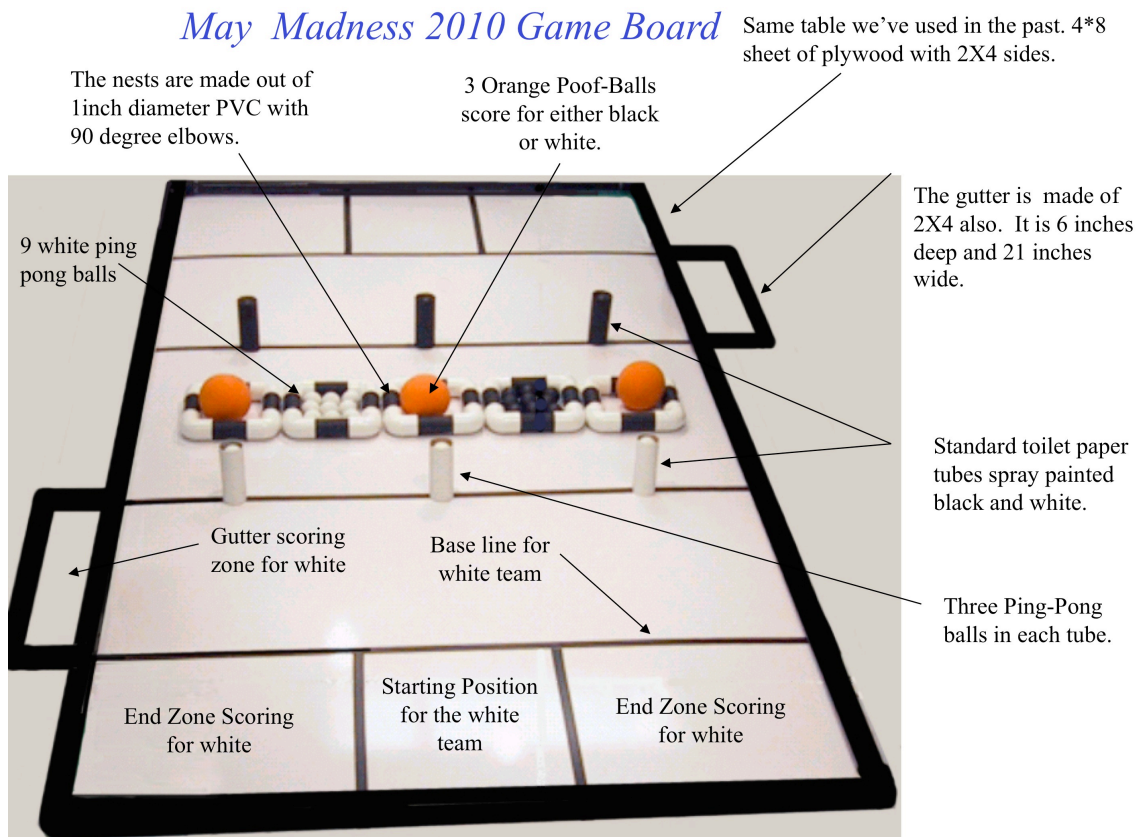 May Madness 2010 Game Board
Same table we've used in the past. 4*8
sheet of plywood with 2X4 sides.
The nests are made out of
1inch diameter PVC with
90 degree elbows.
3 Orange Poof-Balls
score for either black
or white.
The gutter is made of
2X4 also. It is 6 inches
deep and 21 inches
wide.
9 white ping
pong balls
Standard toilet paper
tubes spray painted
black and white.
Gutter scoring
zone for white
Base line for
white team
Three Ping-Pong
balls in each tube.
End Zone Scoring
for white
Starting Position
for the white
team
End Zone Scoring
for white